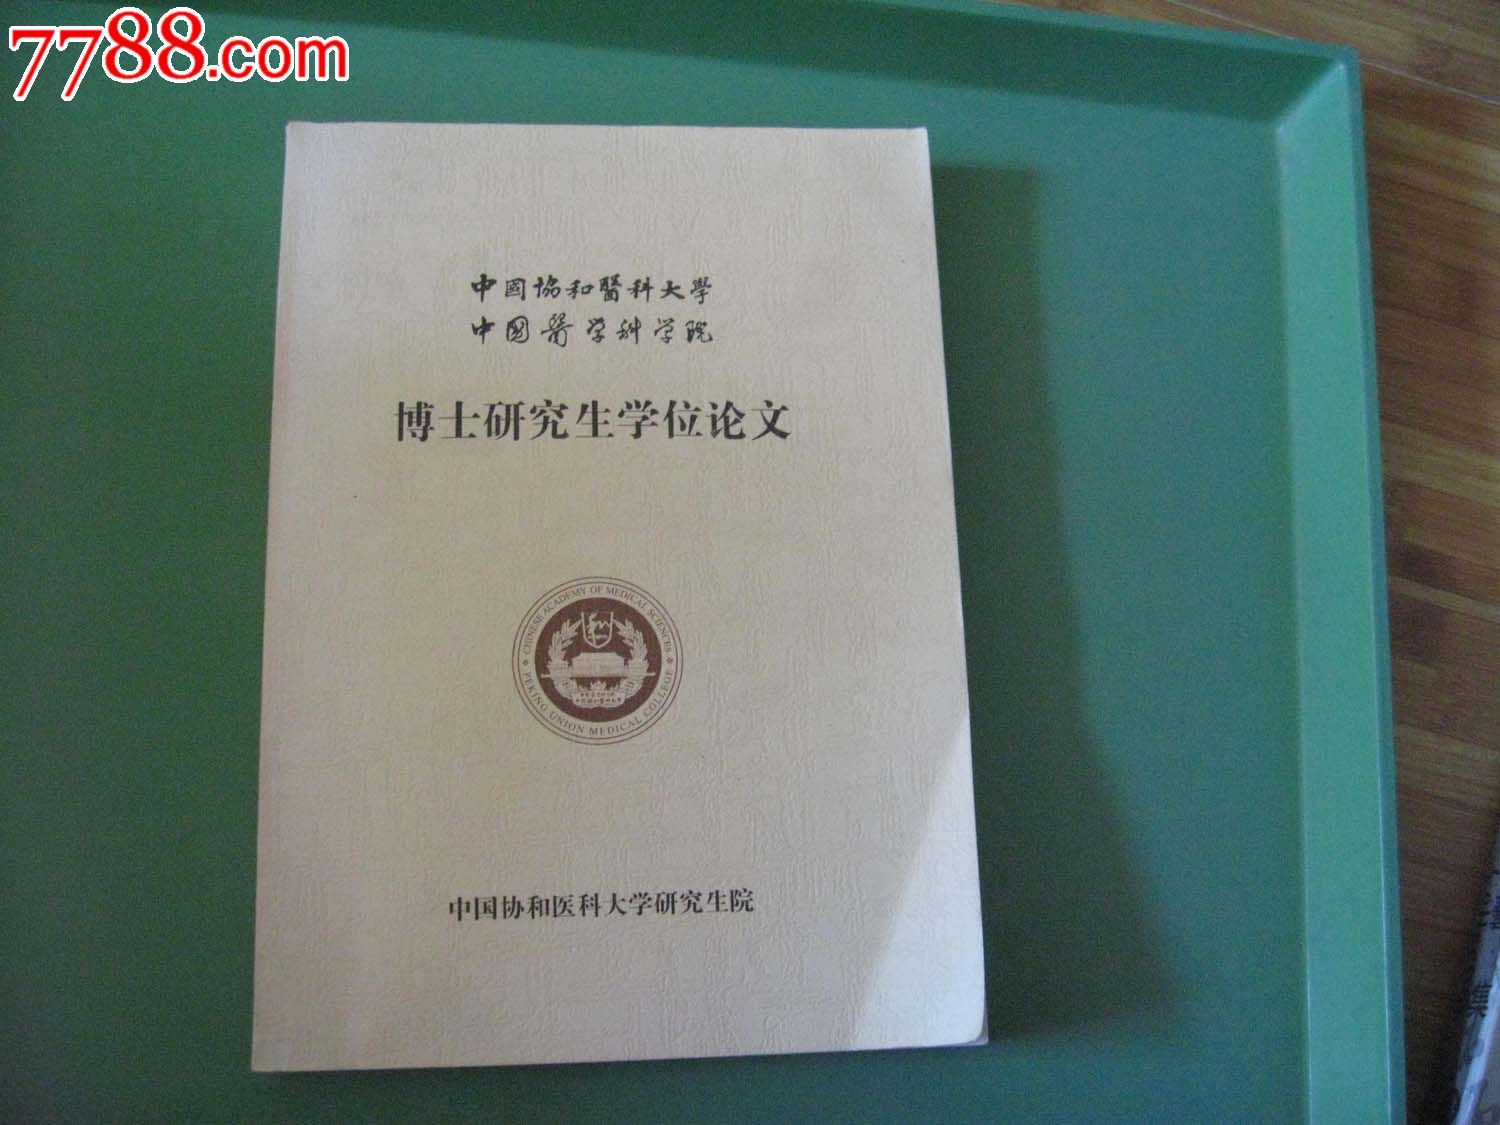 7788.com
中国協和醫科大學
中国醫学科学院
博士研究生学位论文
CHINESE ACADEMY OF MEDICAL SCIENCES
PEKING UNION MEDICAL COLLEGE
中国协和医科大学研究生院
集